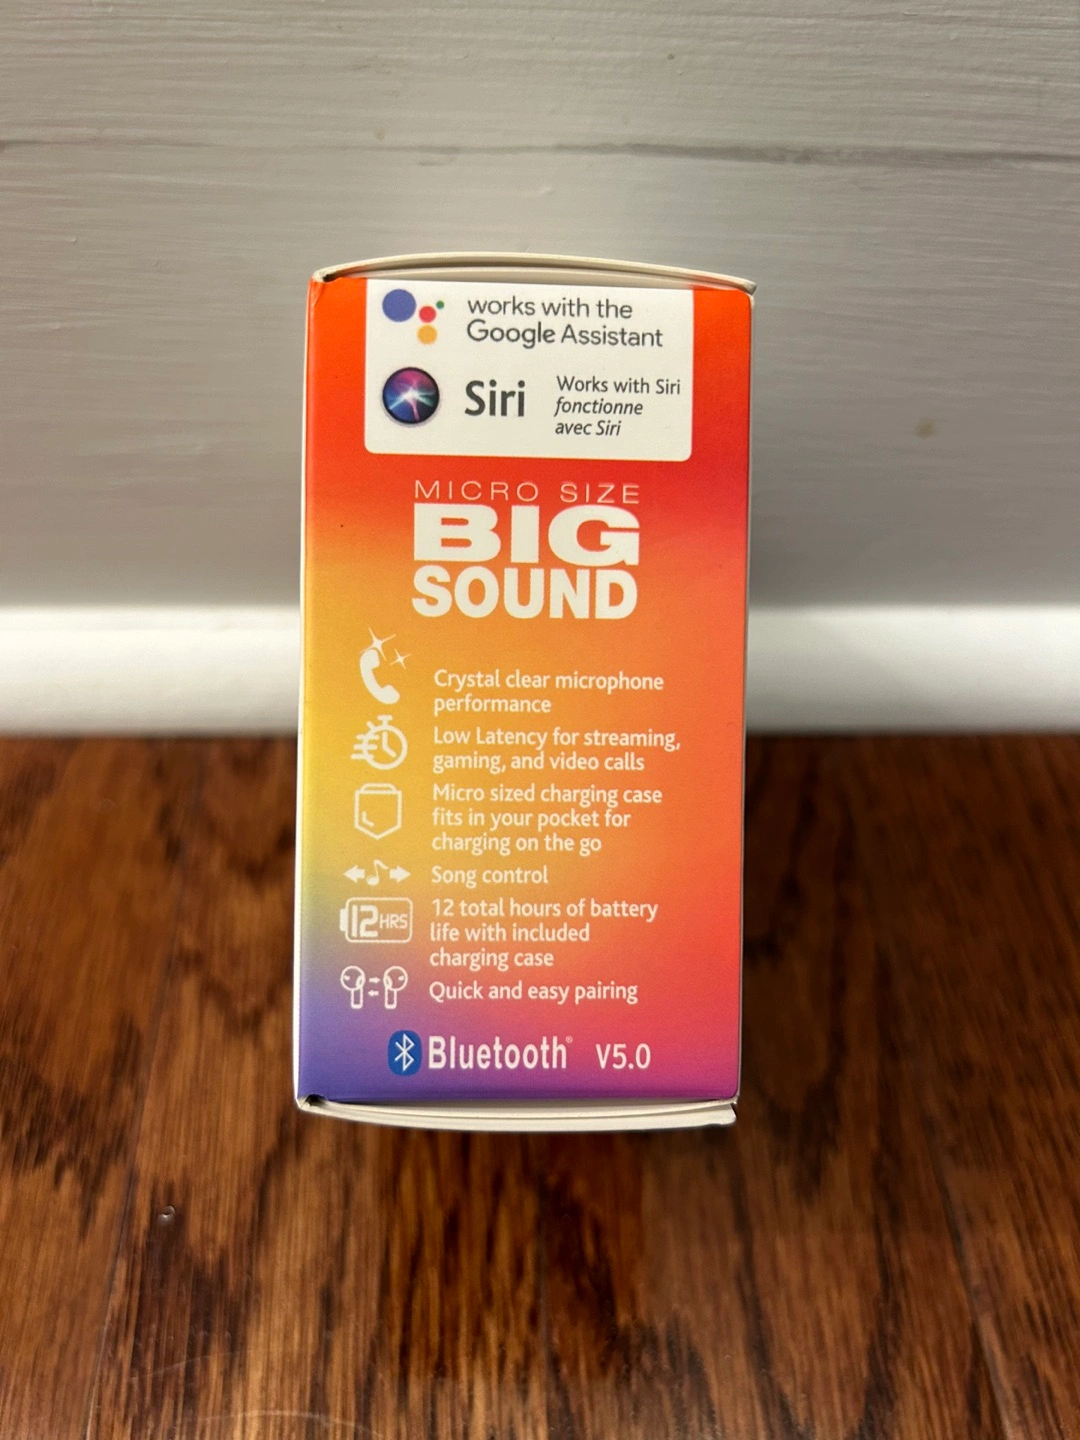 works with the
Google Assistant
Siri
Works with Siri
fonctionne
avec Siri
MICRO SIZE
BIG
SOUND
Crystal clear microphone
performance
Low Latency for streaming,
gaming, and video calls
Micro sized charging case
fits in your pocket for
charging on the go
Song control
12 HRS
12 total hours of battery
life with included
charging case
Quick and easy pairing
Bluetooth® V5.0